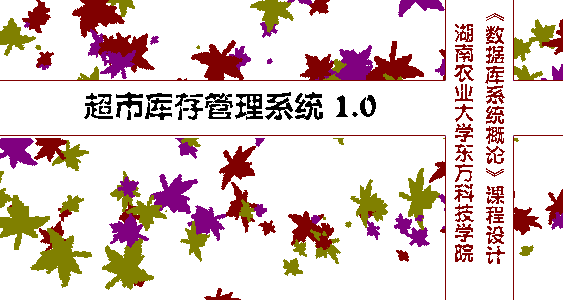 超市库存管理系统 1.0
《数据库系统概论》课程设计
湖南农业大学东方科技学院